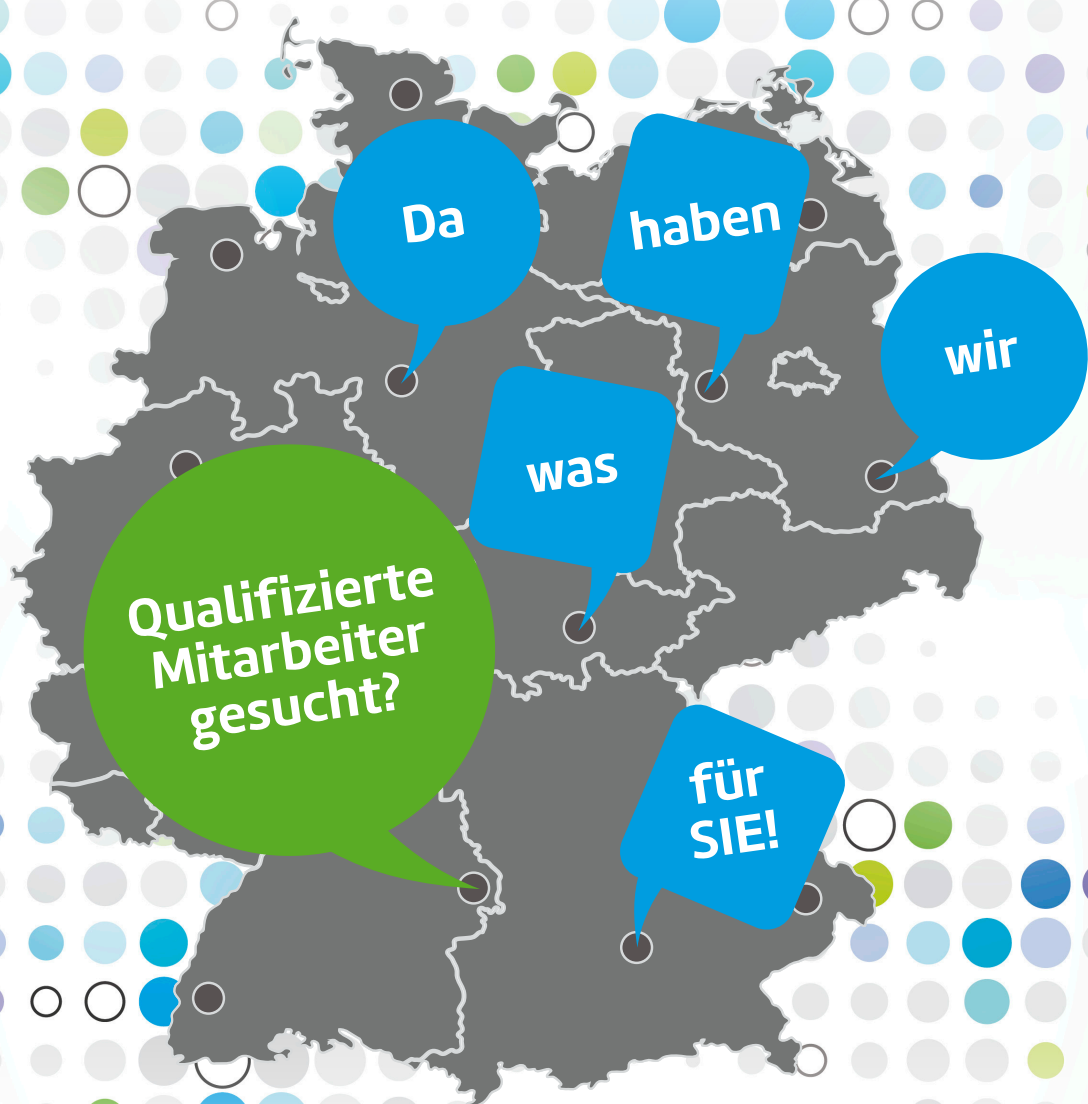 Qualifizierte
Mitarbeiter
gesucht?
Da
haben
wir
was
für
SIE!